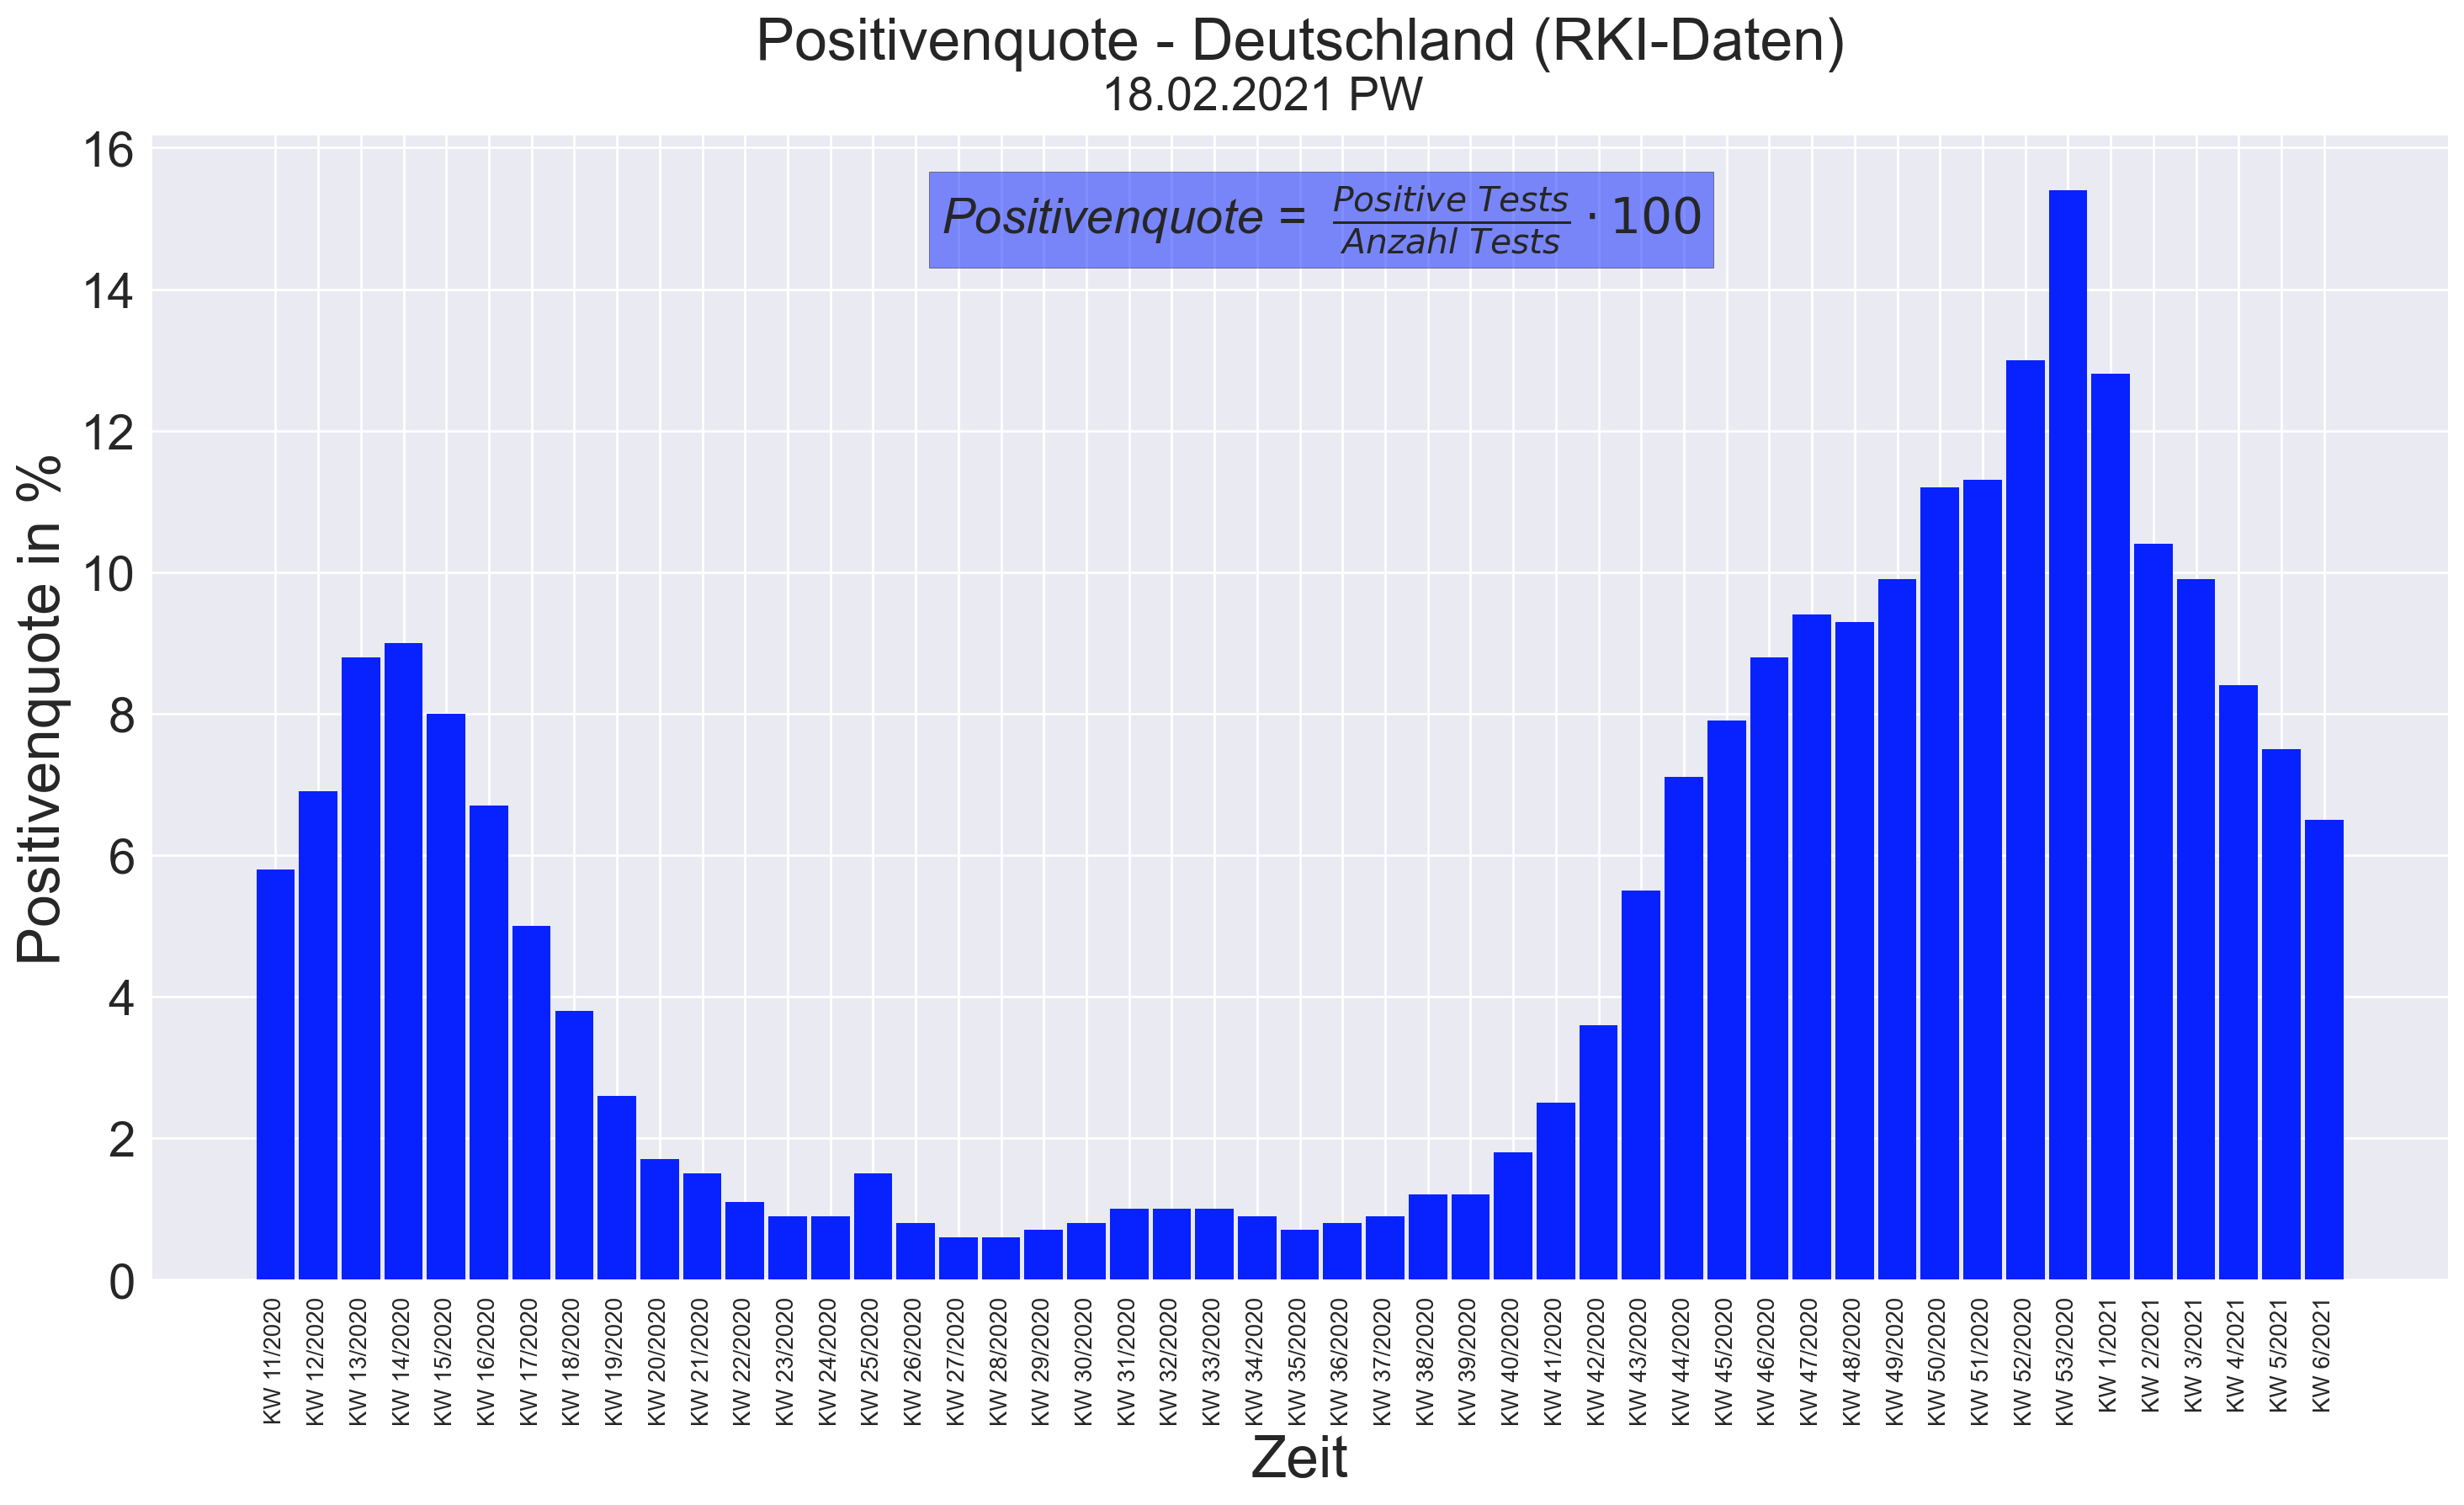 Positivenquote - Deutschland (RKI-Daten)
18.02.2021 PW
Positivenquote = Positive Tests / Anzahl Tests · 100
Positivenquote in %
16
14
12
10
8
6
4
2
0
KW 11/2020
KW 12/2020
KW 13/2020
KW 14/2020
KW 15/2020
KW 16/2020
KW 17/2020
KW 18/2020
KW 19/2020
KW 20/2020
KW 21/2020
KW 22/2020
KW 23/2020
KW 24/2020
KW 25/2020
KW 26/2020
KW 27/2020
KW 28/2020
KW 29/2020
KW 30/2020
KW 31/2020
KW 32/2020
KW 33/2020
KW 34/2020
KW 35/2020
KW 36/2020
KW 37/2020
KW 38/2020
KW 39/2020
KW 40/2020
KW 41/2020
KW 42/2020
KW 43/2020
KW 44/2020
KW 45/2020
KW 46/2020
KW 47/2020
KW 48/2020
KW 49/2020
KW 50/2020
KW 51/2020
KW 52/2020
KW 53/2020
KW 1/2021
KW 2/2021
KW 3/2021
KW 4/2021
KW 5/2021
KW 6/2021
Zeit